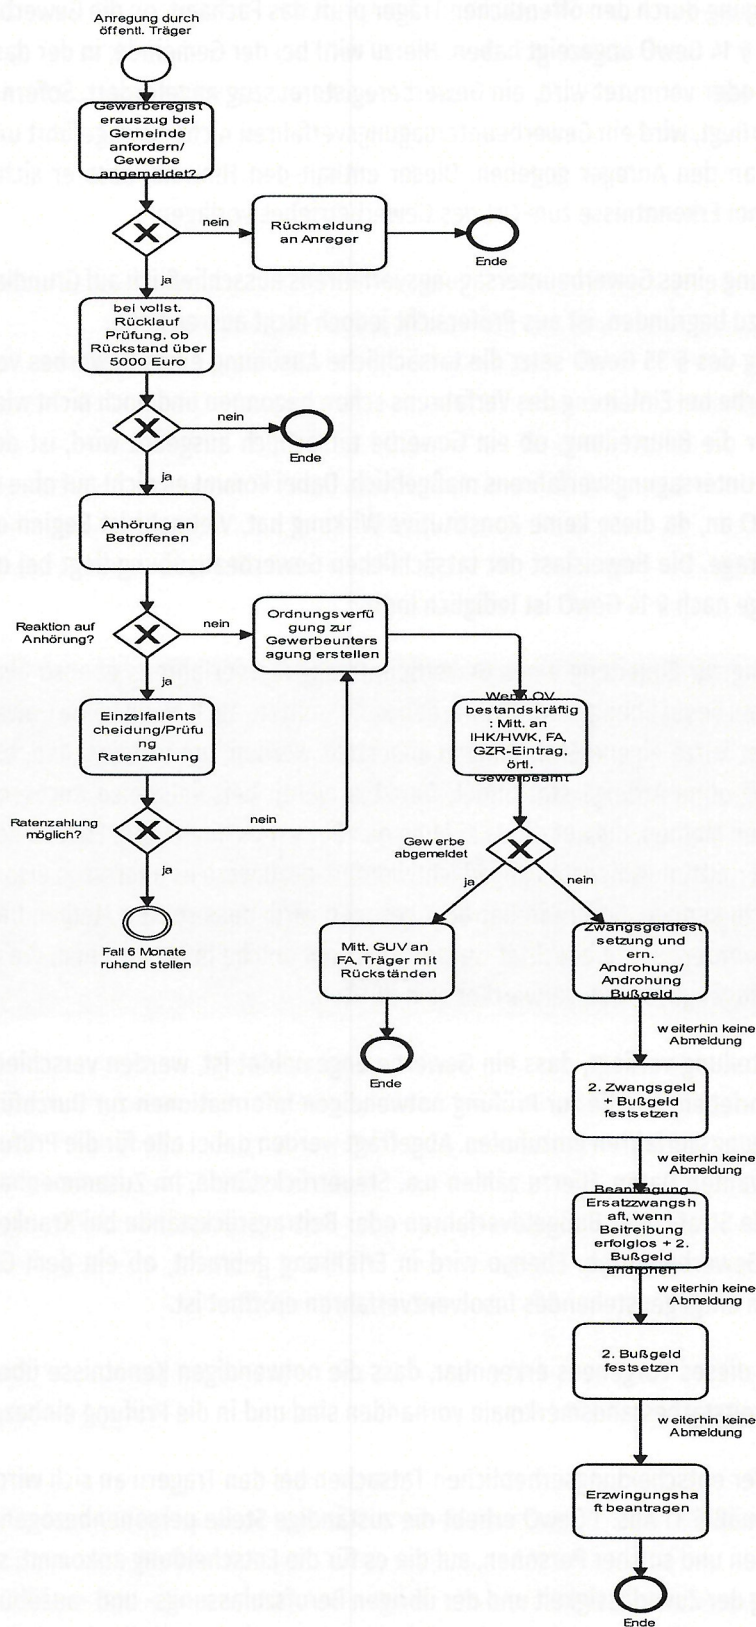 Anregung durch
öffentl. Träger
Gewerberegist
erauszug bei
Gemeinde
anfordern/
Gewerbe
angemeldet?
nein
Rückmeldung
an Anreger
Ende
ja
bei vollst.
Rücklauf
Prüfung, ob
Rückstand über
5000 Euro
nein
Ende
ja
Anhörung an
Betroffenen
Reaktion auf
Anhörung?
nein
Ordnungsverfü
gung zur
Gewerbeunters
agung erstellen
ja
Einzelfallents
cheidung/Prüfu
ng
Ratenzahlung
Wenn OV
bestandskräftig
: Mitt. an
IHK/HWK, FA,
GZR-Eintrag,
örtl.
Gewerbeamt
Ratenzahlung
möglich?
nein
ja
Fall 6 Monate
ruhend stellen
Gewerbe
abgemeldet
ja
nein
Mitt. GUV an
FA, Träger mit
Rückständen
Ende
Zwangsgeldfest
setzung und
ern.
Androhung/
Androhung
Bußgeld
weiterhin keine
Abmeldung
2. Zwangsgeld
+ Bußgeld
festsetzen
weiterhin keine
Abmeldung
Beantragung
Ersatzzwangsh
aft, wenn
Beitreibung
erfolglos + 2.
Bußgeld
androhen
weiterhin keine
Abmeldung
2. Bußgeld
festsetzen
weiterhin keine
Abmeldung
Erzwingungsha
ft beantragen
Ende